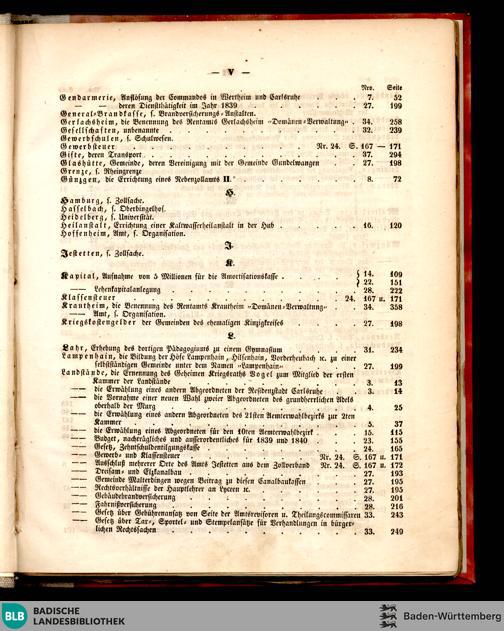 — V —
Nro. Seite
Gendarmerie, Auflösung der Commandos in Wertheim und Carlsruhe . . . 7. 52
— — deren Dienstthätigkeit im Jahr 1839 . . . 27. 199
General-Brandkasse, s. Brandversicherungs-Anstalten.
Gerlachsheim, die Benennung des Rentamts Gerlachsheim »Domänen-Verwaltung« . 34. 258
Gesellschaften, unbenannte . . . 32. 239
Gewerbschulen, s. Schulwesen.
Gewerbsteuer . . . Nr. 24. S. 167 — 171
Gifte, deren Transport . . . 37. 294
Glashütte, Gemeinde, deren Vereinigung mit der Gemeinde Gundelwangen . . 27. 198
Grenze, s. Rheingrenze
Günzgen, die Errichtung eines Nebenzollamts II. . . . 8. 72
H.
Hamburg, s. Zollsache.
Hasselbach, s. Oberbingelhof.
Heidelberg, s. Universität.
Heilanstalt, Errichtung einer Kaltwasserheilanstalt in der Hub . . . 16. 120
Hoffenheim, Amt, s. Organisation.
J.
Jestetten, s. Zollsache.
K.
Kapital, Aufnahme von 5 Millionen für die Amortisationskasse . . . { 14. 109
{ 22. 151
—— Lehenkapitalanlegung . . . 28. 222
Klassensteuer . . . 24. 167 u. 171
Krautheim, die Benennung des Rentamts Krautheim »Domänen-Verwaltung« . . 34. 358
—— Amt, s. Organisation.
Kriegskostengelder der Gemeinden des ehemaligen Kinzigkreises . . . 27. 198
L.
Lahr, Erhebung des dortigen Pädagogiums zu einem Gymnasium . . . 31. 234
Lampenhain, die Bildung der Höfe Lampenhain, Hilsenhain, Vorderheubach ꝛc. zu einer
selbstständigen Gemeinde unter dem Namen »Lampenhain« . . . 27. 199
Landstände, die Ernennung des Geheimen Kriegsraths Vogel zum Mitglied der ersten
Kammer der Landstände . . . 3. 13
—— die Erwählung eines andern Abgeordneten der Residenzstadt Carlsruhe . . 3. 14
—— die Vornahme einer neuen Wahl zweier Abgeordneten des grundherrlichen Adels
oberhalb der Murg . . . 4. 25
—— die Erwählung eines andern Abgeordneten des 21sten Aemterwahlbezirks zur 2ten
Kammer . . . 5. 37
—— die Erwählung eines Abgeordneten für den 10ten Aemterwahlbezirk . . 15. 115
—— Budget, nachträgliches und außerordentliches für 1839 und 1840 . . . 23. 155
—— Gesetz, Zehntschuldentilgungskasse . . . 24. 165
—— Gewerb- und Klassensteuer . . . Nr. 24. S. 167 u. 171
—— Ausschluß mehrerer Orte des Amts Jestetten aus dem Zollverband Nr. 24. S. 167 u. 172
—— Dreisam- und Elzkanalbau . . . 27. 193
—— Gemeinde Malterdingen wegen Beitrag zu diesen Canalbaukosten . . . 27. 195
—— Rechtsverhältnisse der Hauptlehrer an Lyceen ꝛc. . . . 27. 195
—— Gebäudebrandversicherung . . . 28. 201
—— Fahrnißversicherung . . . 28. 216
—— Gesetz über Gebührenansatz von Seite der Amtsrevisoren u. Theilungscommissaren 33. 243
—— Gesetz über Tax-, Sportel- und Stempelansätze für Verhandlungen in bürger-
lichen Rechtssachen . . . 33. 249
BLB BADISCHE
LANDESBIBLIOTHEK
Baden-Württemberg